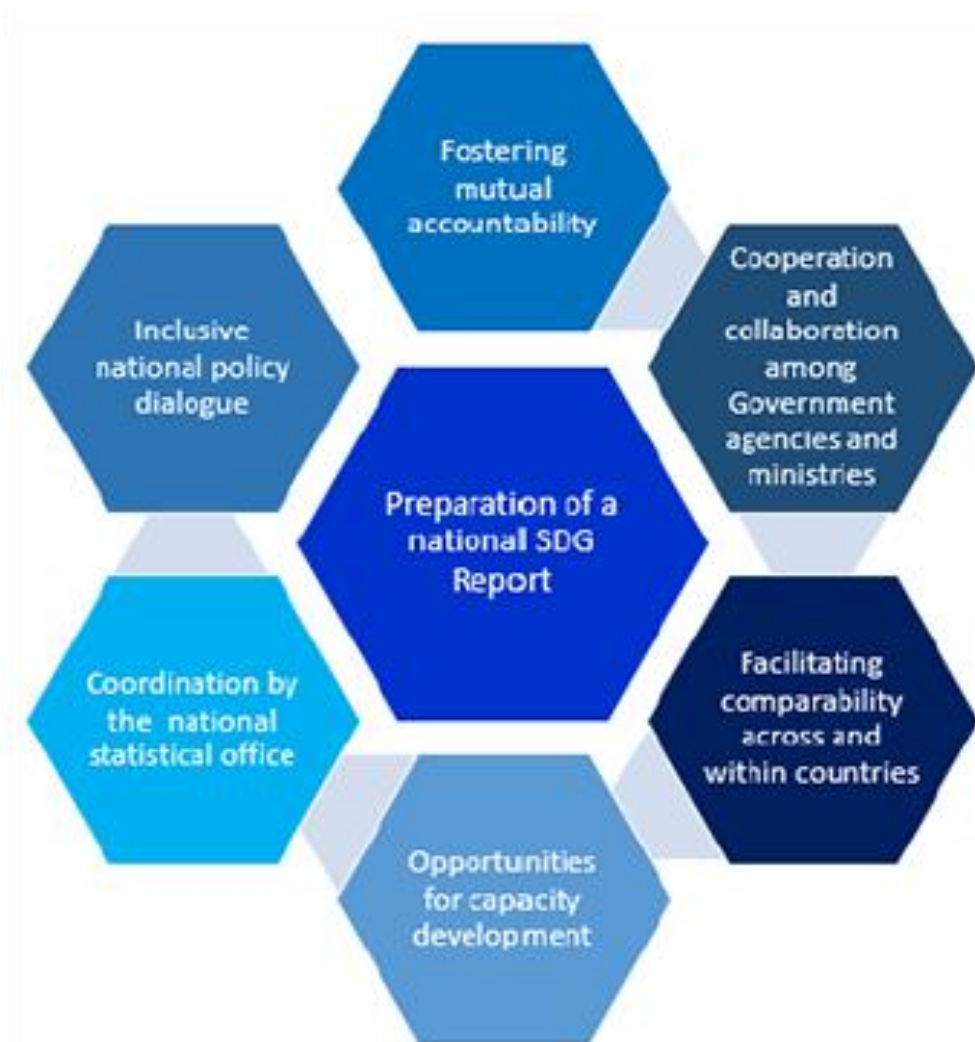 Fostering
mutual
accountability
Cooperation
and
collaboration
among
Government
agencies and
ministries
Inclusive
national policy
dialogue
Preparation of a
national SDG
Report
Facilitating
comparability
across and
within countries
Coordination by
the national
statistical office
Opportunities
for capacity
development